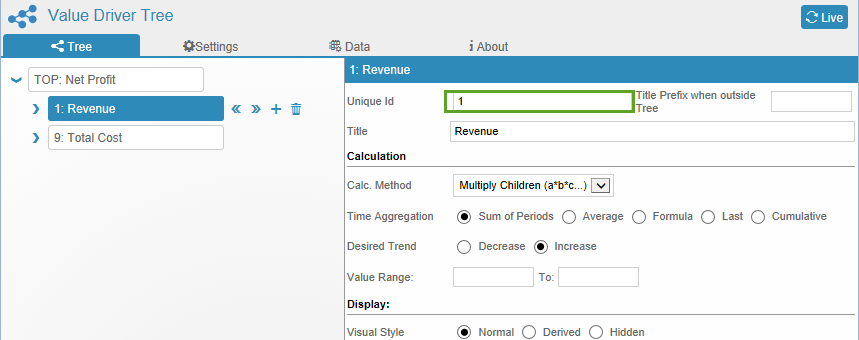 Value Driver Tree
Live
Tree Settings Data About
TOP: Net Profit
1: Revenue
9: Total Cost
1: Revenue
Unique Id 1 Title Prefix when outside
Tree
Title Revenue
Calculation
Calc. Method Multiply Children (a*b*c...)
Time Aggregation Sum of Periods Average Formula Last Cumulative
Desired Trend Decrease Increase
Value Range: To:
Display:
Visual Style Normal Derived Hidden